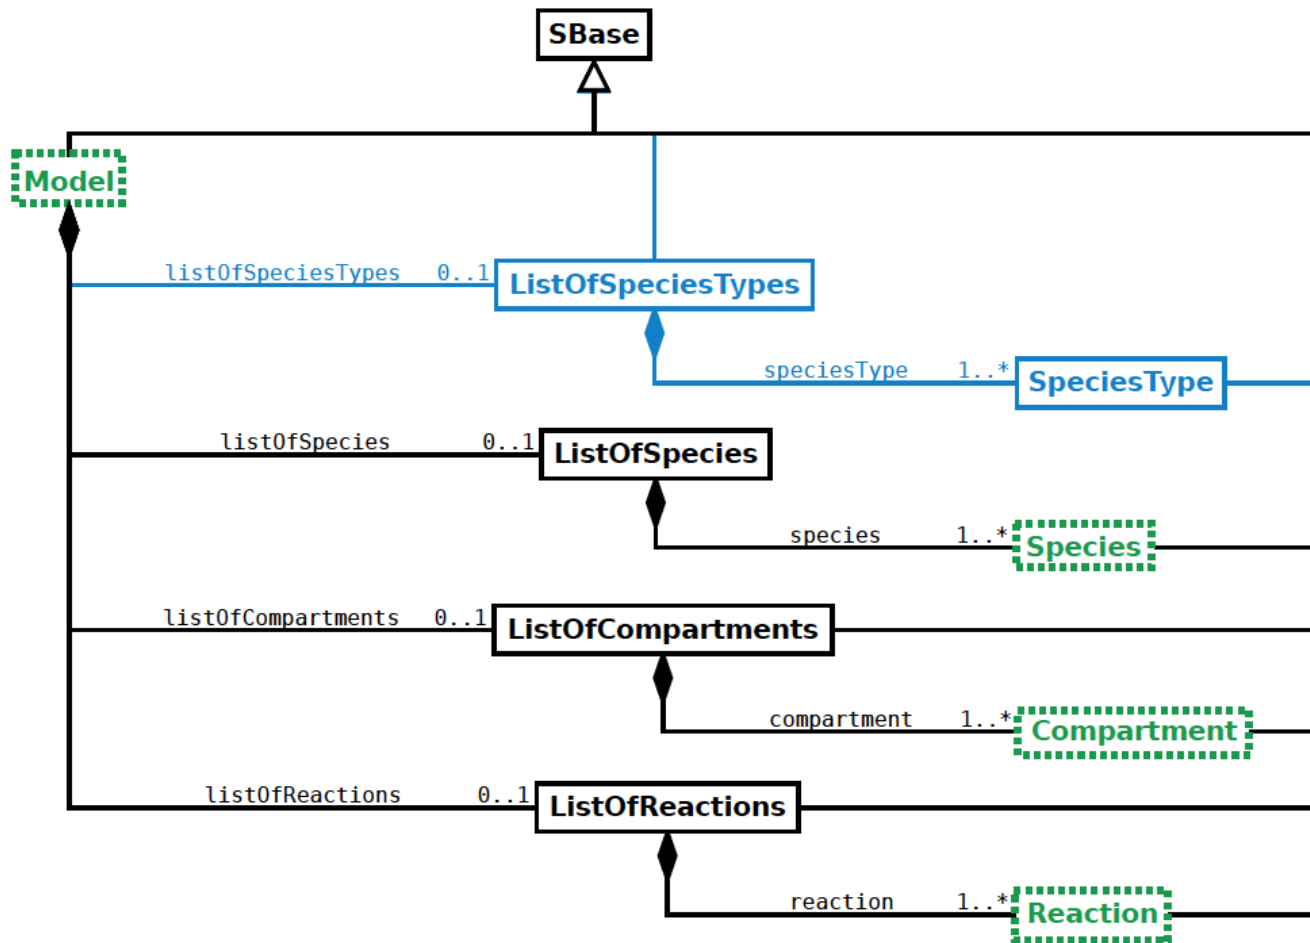 SBase
Model
listOfSpeciesTypes 0..1 ListOfSpeciesTypes
speciesType 1..* SpeciesType
listOfSpecies 0..1 ListOfSpecies
species 1..* Species
listOfCompartments 0..1 ListOfCompartments
compartment 1..* Compartment
listOfReactions 0..1 ListOfReactions
reaction 1..* Reaction